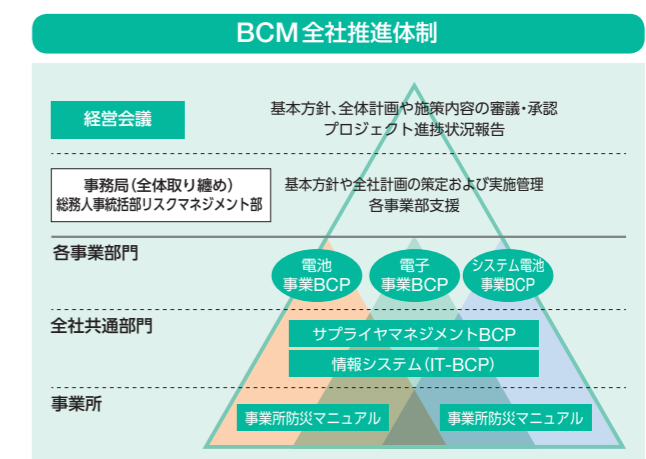 BCM全社推進体制
経営会議
基本方針、全体計画や施策内容の審議・承認
プロジェクト進捗状況報告
事務局(全体取り纏め)
総務人事統括部リスクマネジメント部
基本方針や全社計画の策定および実施管理
各事業部支援
各事業部門
電池
事業BCP
電子
事業BCP
システム電池
事業BCP
全社共通部門
サプライヤマネジメントBCP
情報システム(IT-BCP)
事業所
事業所防災マニュアル
事業所防災マニュアル